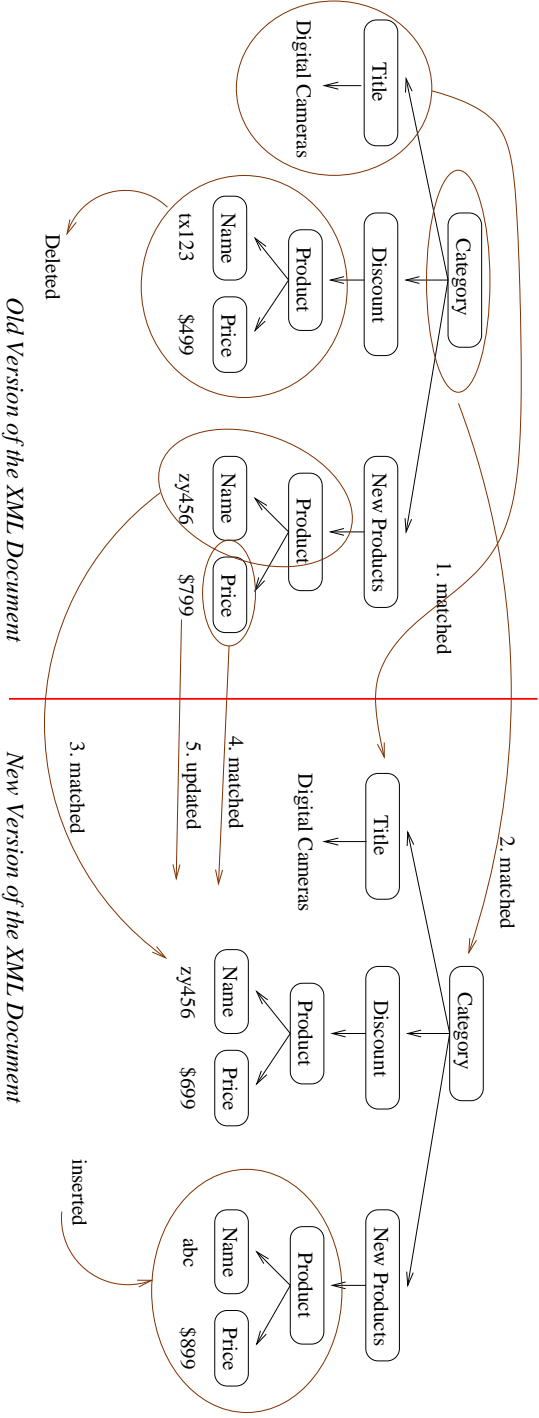 Category
Title
Discount
New Products
Digital Cameras
Product
Product
Name
Price
Name
Price
tx123
$499
zy456
$799
Deleted
Old Version of the XML Document
1. matched
2. matched
4. matched
5. updated
3. matched
Category
Title
Discount
New Products
Digital Cameras
Product
Product
Name
Price
Name
Price
zy456
$699
abc
$899
inserted
New Version of the XML Document